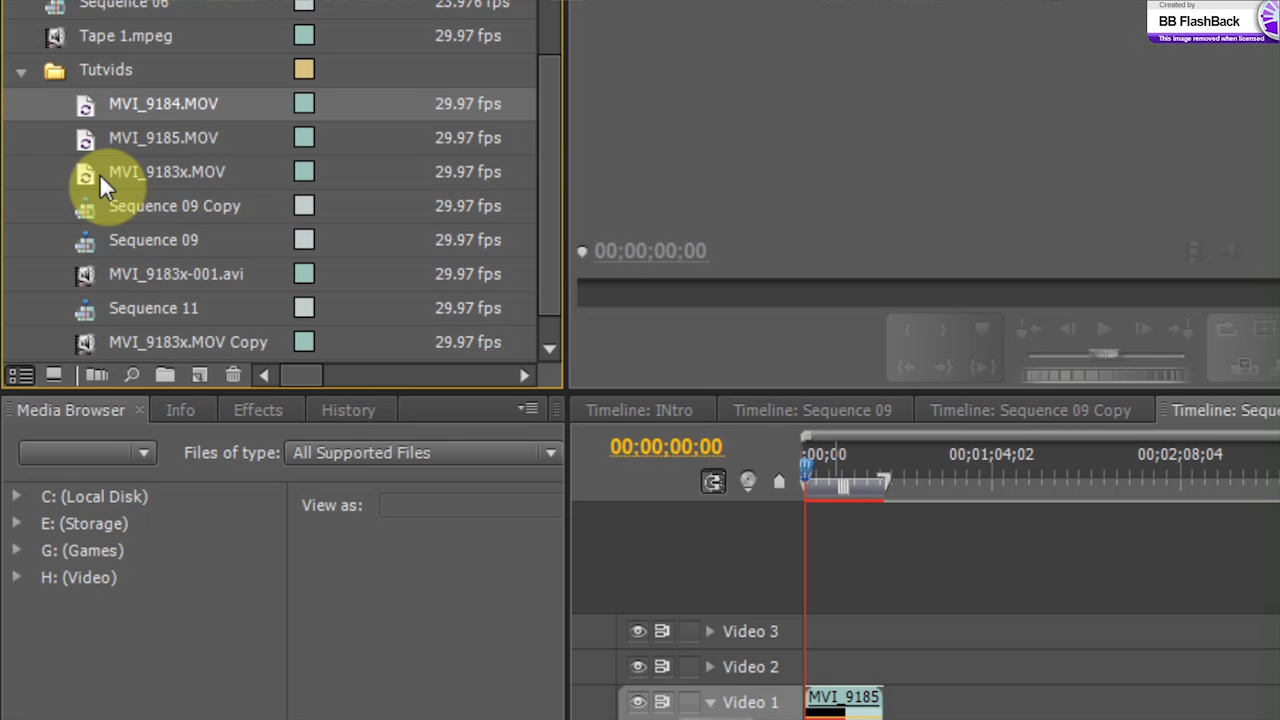 Sequence 06 23.976 fps
Tape 1.mpeg 29.97 fps
Tutvids
MVI_9184.MOV 29.97 fps
MVI_9185.MOV 29.97 fps
MVI_9183x.MOV 29.97 fps
Sequence 09 Copy 29.97 fps
Sequence 09 29.97 fps
MVI_9183x-001.avi 29.97 fps
Sequence 11 29.97 fps
MVI_9183x.MOV Copy 29.97 fps
Created by
BB FlashBack
This image removed when licensed
00;00;00;00
Media Browser × Info Effects History
Files of type: All Supported Files
C: (Local Disk)
E: (Storage)
G: (Games)
H: (Video)
View as:
Timeline: INtro Timeline: Sequence 09 Timeline: Sequence 09 Copy Timeline: Seque
00;00;00;00
:00;00 00;01;04;02 00;02;08;04
Video 3
Video 2
Video 1 MVI_9185